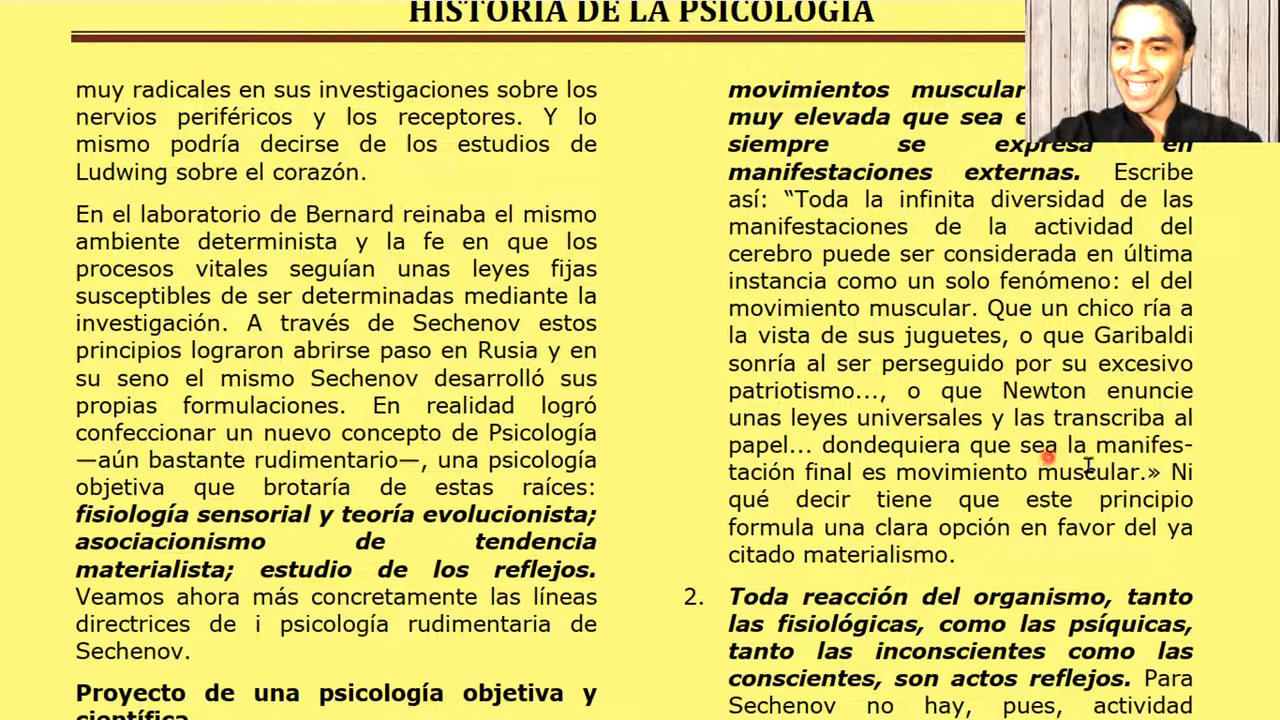 HISTORIA DE LA PSICOLOGÍA
muy radicales en sus investigaciones sobre los
nervios periféricos y los receptores. Y lo
mismo podría decirse de los estudios de
Ludwing sobre el corazón.
En el laboratorio de Bernard reinaba el mismo
ambiente determinista y la fe en que los
procesos vitales seguían unas leyes fijas
susceptibles de ser determinadas mediante la
investigación. A través de Sechenov estos
principios lograron abrirse paso en Rusia y en
su seno el mismo Sechenov desarrolló sus
propias formulaciones. En realidad logró
confeccionar un nuevo concepto de Psicología
—aún bastante rudimentario—, una psicología
objetiva que brotaría de estas raíces:
fisiología sensorial y teoría evolucionista;
asociacionismo de tendencia
materialista; estudio de los reflejos.
Veamos ahora más concretamente las líneas
directrices de i psicología rudimentaria de
Sechenov.
Proyecto de una psicología objetiva y
científica
movimientos muscular
muy elevada que sea
siempre se expresa en
manifestaciones externas. Escribe
así: “Toda la infinita diversidad de las
manifestaciones de la actividad del
cerebro puede ser considerada en última
instancia como un solo fenómeno: el del
movimiento muscular. Que un chico ría a
la vista de sus juguetes, o que Garibaldi
sonría al ser perseguido por su excesivo
patriotismo..., o que Newton enuncie
unas leyes universales y las transcriba al
papel... dondequiera que sea la manifes-
tación final es movimiento muscular.» Ni
qué decir tiene que este principio
formula una clara opción en favor del ya
citado materialismo.
2. Toda reacción del organismo, tanto
las fisiológicas, como las psíquicas,
tanto las inconscientes como las
conscientes, son actos reflejos. Para
Sechenov no hay, pues, actividad